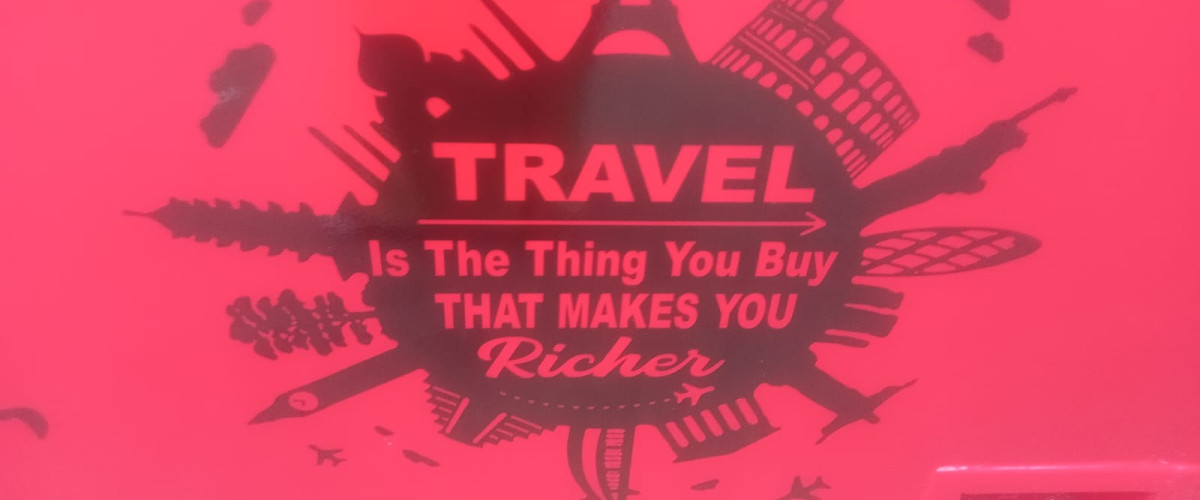 TRAVEL
Is The Thing You Buy
THAT MAKES YOU
Richer